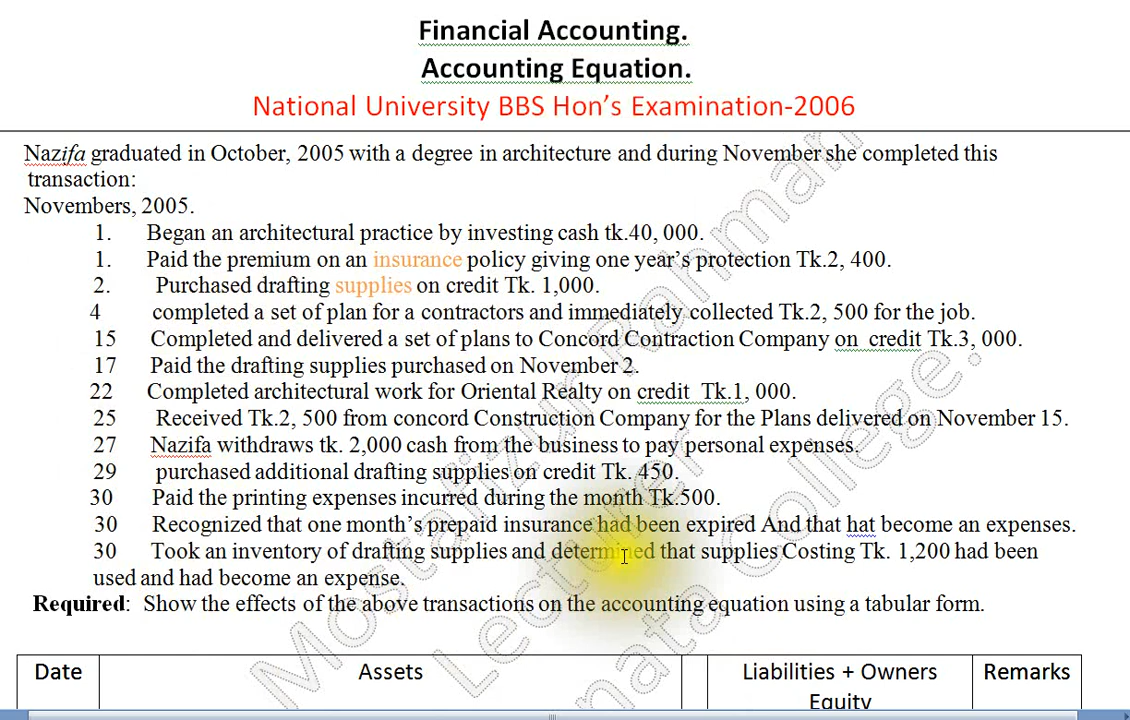 Financial Accounting.
Accounting Equation.
National University BBS Hon's Examination-2006
Nazifa graduated in October, 2005 with a degree in architecture and during November she completed this
transaction:
Novembers, 2005.
1. Began an architectural practice by investing cash tk.40, 000.
1. Paid the premium on an insurance policy giving one year's protection Tk.2, 400.
2. Purchased drafting supplies on credit Tk. 1,000.
4 completed a set of plan for a contractors and immediately collected Tk.2, 500 for the job.
15 Completed and delivered a set of plans to Concord Contraction Company on credit Tk.3, 000.
17 Paid the drafting supplies purchased on November 2.
22 Completed architectural work for Oriental Realty on credit Tk.1, 000.
25 Received Tk.2, 500 from concord Construction Company for the Plans delivered on November 15.
27 Nazifa withdraws tk. 2,000 cash from the business to pay personal expenses.
29 purchased additional drafting supplies on credit Tk. 450.
30 Paid the printing expenses incurred during the month Tk.500.
30 Recognized that one month's prepaid insurance had been expired And that hat become an expenses.
30 Took an inventory of drafting supplies and determined that supplies Costing Tk. 1,200 had been
used and had become an expense.
Required: Show the effects of the above transactions on the accounting equation using a tabular form.
Date Assets Liabilities + Owners Remarks
Equity
Mostafizur Rahman
Lecturer
College.